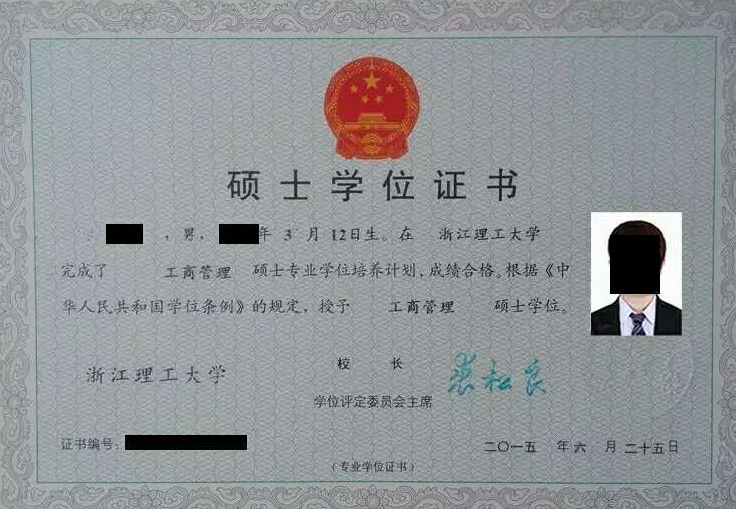 硕士学位证书
，男，年 3 月 12日生。在 浙江理工大学
完成了 工商管理 硕士专业学位培养计划，成绩合格。根据《中
华人民共和国学位条例》的规定，授予 工商管理 硕士学位。
浙江理工大学
校 长
学位评定委员会主席
裘松良
证书编号：
二〇一五 年 六 月 二十五日
（专业学位证书）